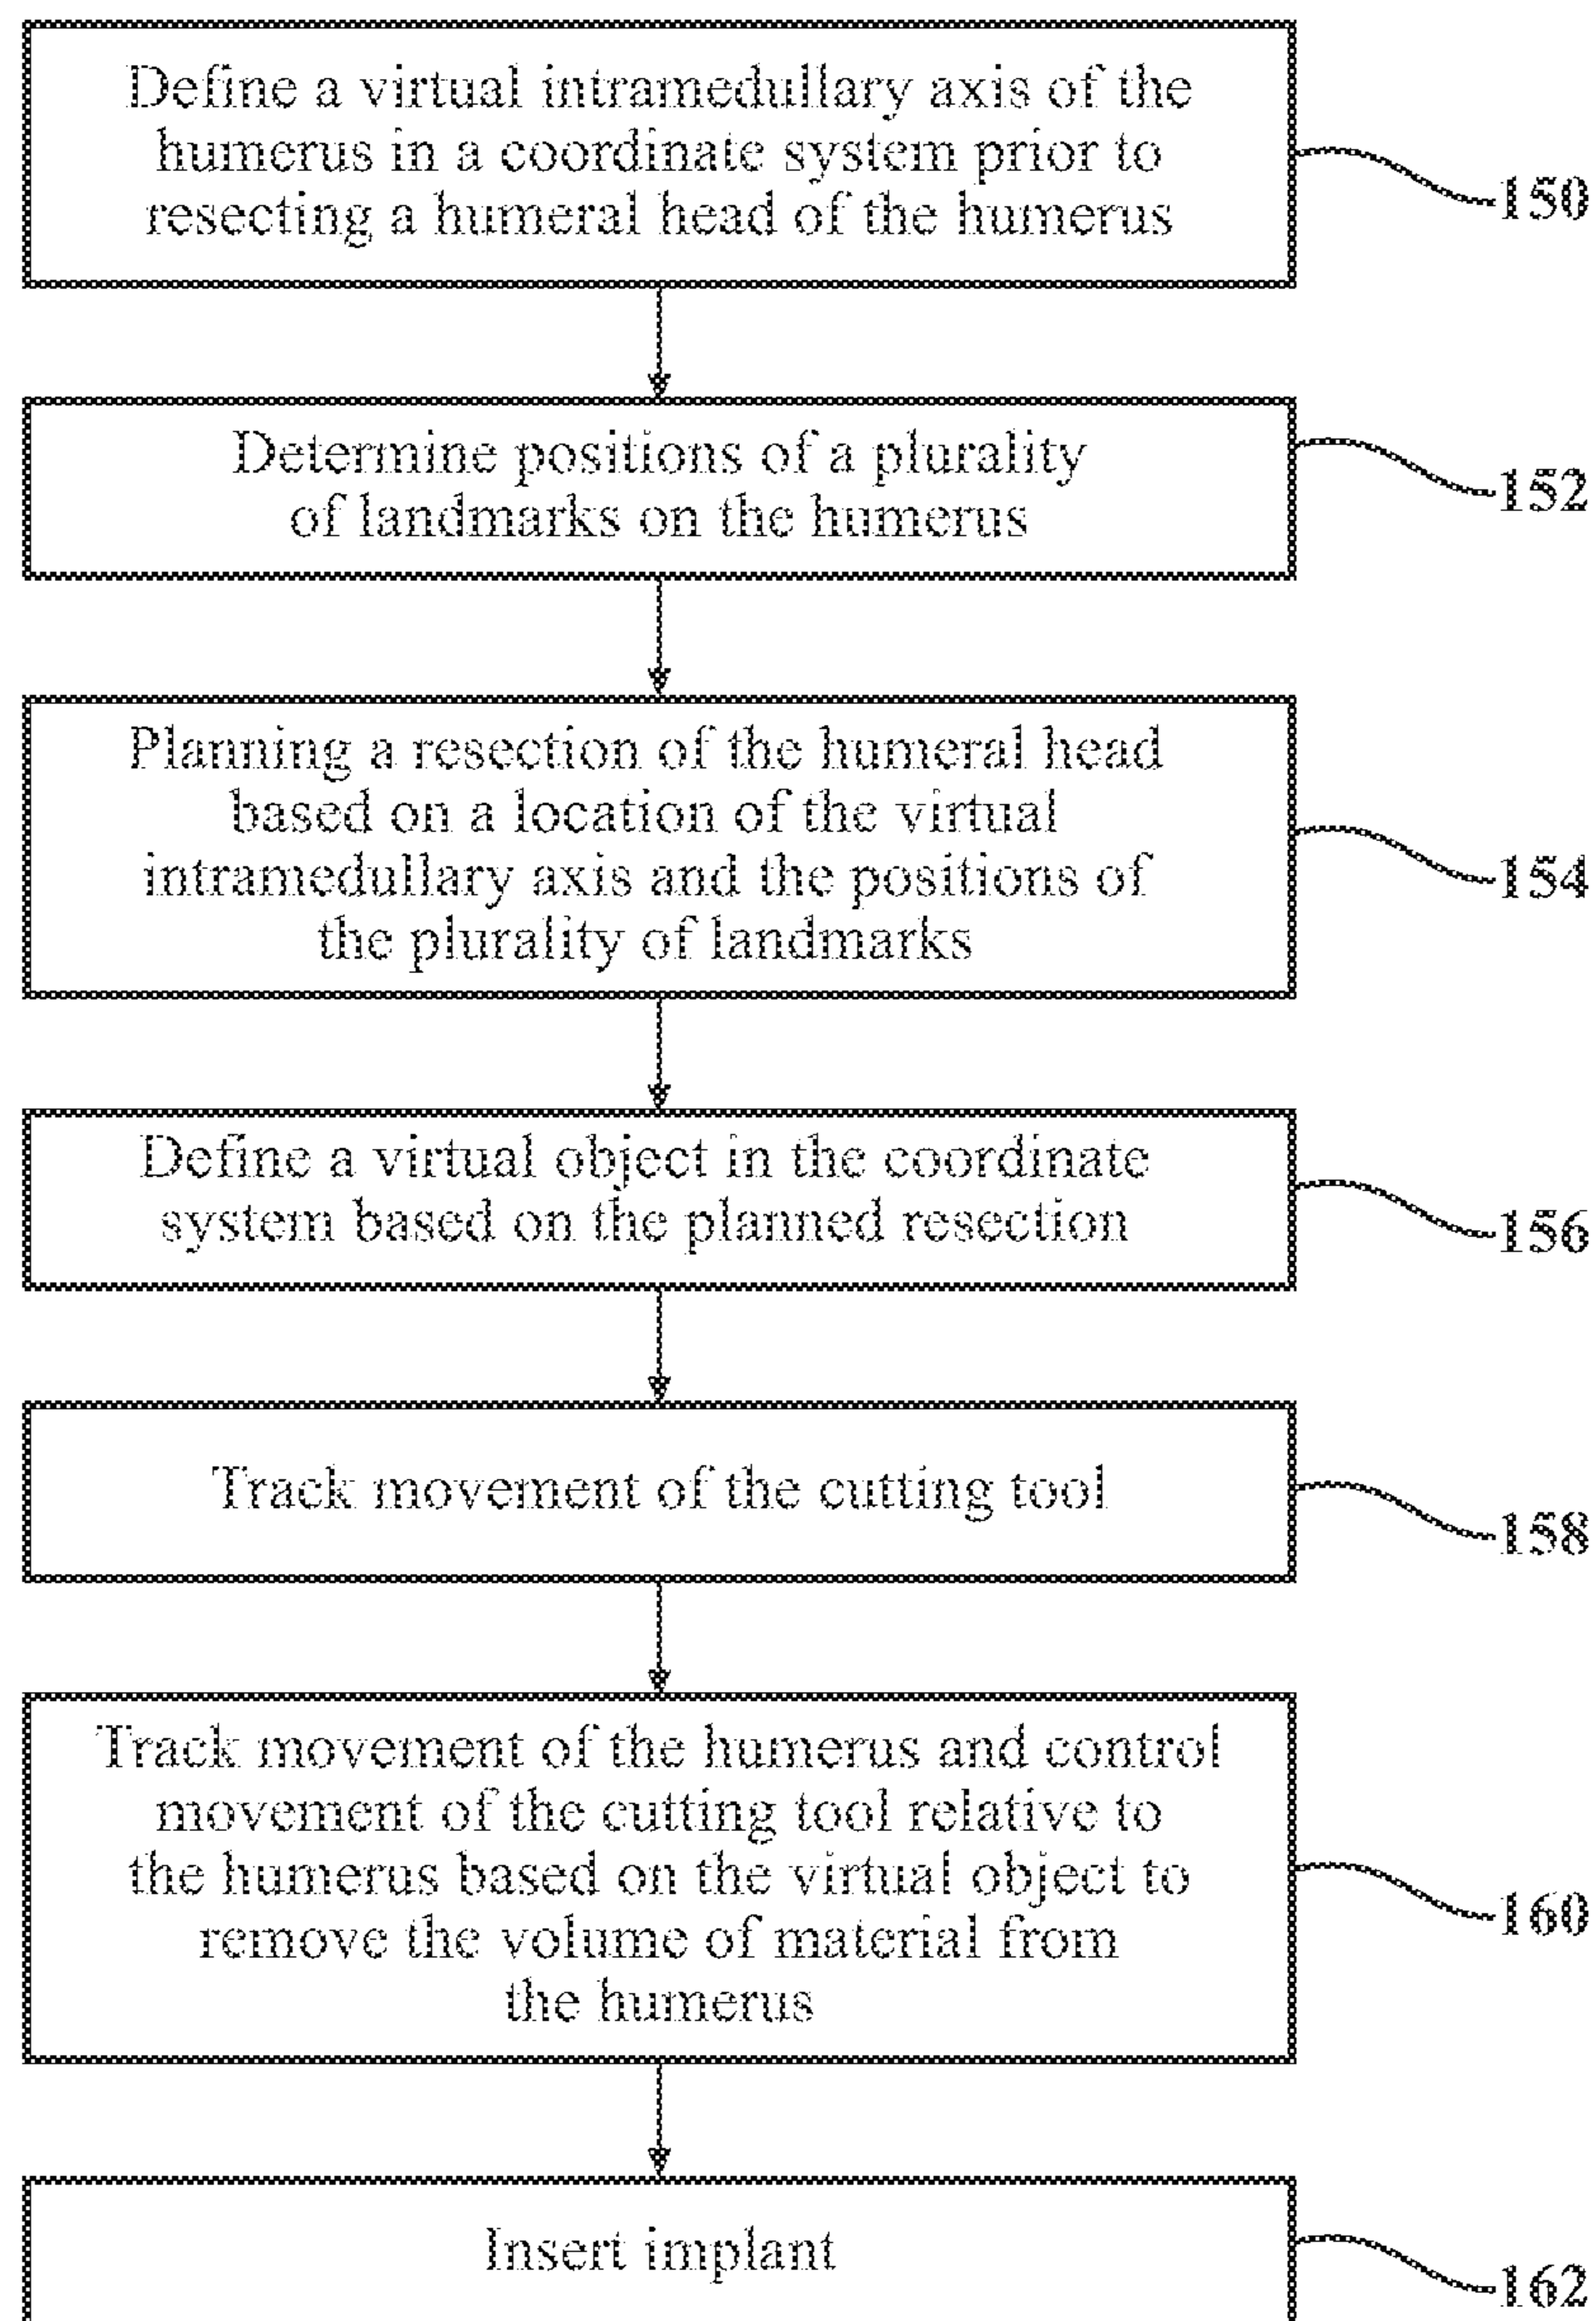 Define a virtual intramedullary axis of the
humerus in a coordinate system prior to
resecting a humeral head of the humerus
150
Determine positions of a plurality
of landmarks on the humerus
152
Planning a resection of the humeral head
based on a location of the virtual
intramedullary axis and the positions of
the plurality of landmarks
154
Define a virtual object in the coordinate
system based on the planned resection
156
Track movement of the cutting tool
158
Track movement of the humerus and control
movement of the cutting tool relative to
the humerus based on the virtual object to
remove the volume of material from
the humerus
160
Insert implant
162